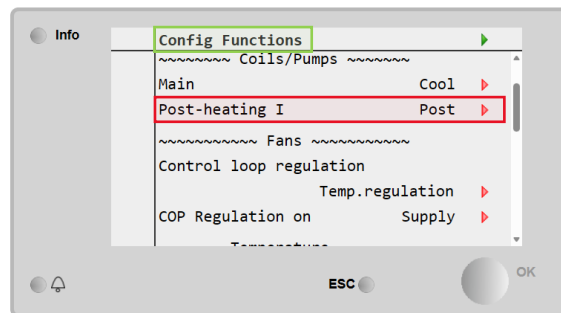 Info
Config Functions
~~~~~~~~ Coils/Pumps ~~~~~~~
Main Cool
Post-heating I Post
~~~~~~~~~~~ Fans ~~~~~~~~~~~
Control loop regulation
Temp.regulation
COP Regulation on Supply
Temperature
ESC
OK